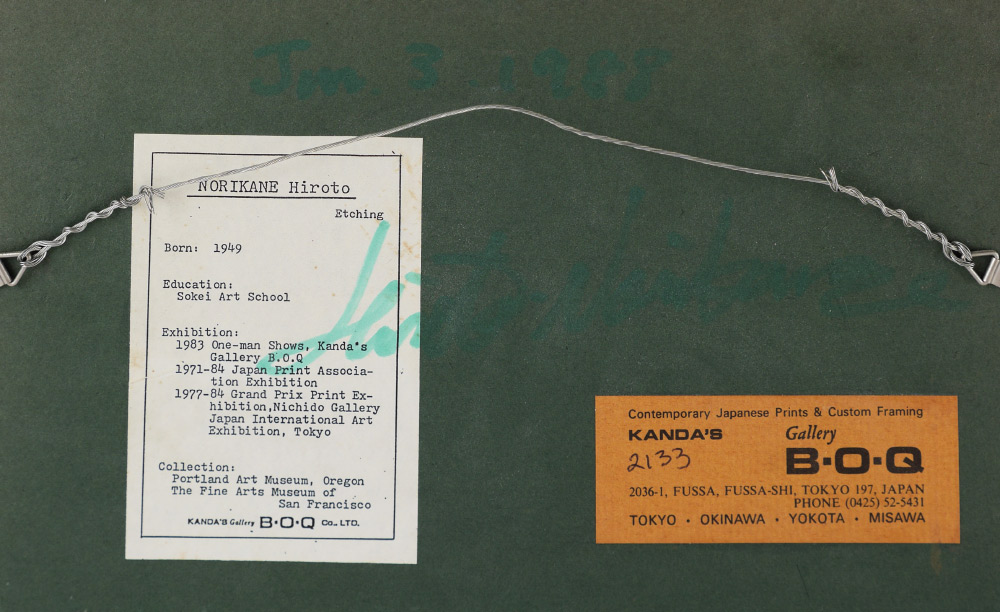 Jan. 3. 1988
NORIKANE Hiroto
Etching
Born: 1949
Education:
Sokei Art School
Exhibition:
1983 One-man Shows, Kanda's
Gallery B.O.Q
1971-84 Japan Print Associa-
tion Exhibition
1977-84 Grand Prix Print Ex-
hibition,Nichido Gallery
Japan International Art
Exhibition, Tokyo
Collection:
Portland Art Museum, Oregon
The Fine Arts Museum of
San Francisco
KANDA'S Gallery B·O·Q Co., LTD.
Contemporary Japanese Prints & Custom Framing
KANDA'S Gallery
2133 B·O·Q
2036-1, FUSSA, FUSSA-SHI, TOKYO 197, JAPAN
PHONE (0425) 52-5431
TOKYO · OKINAWA · YOKOTA · MISAWA